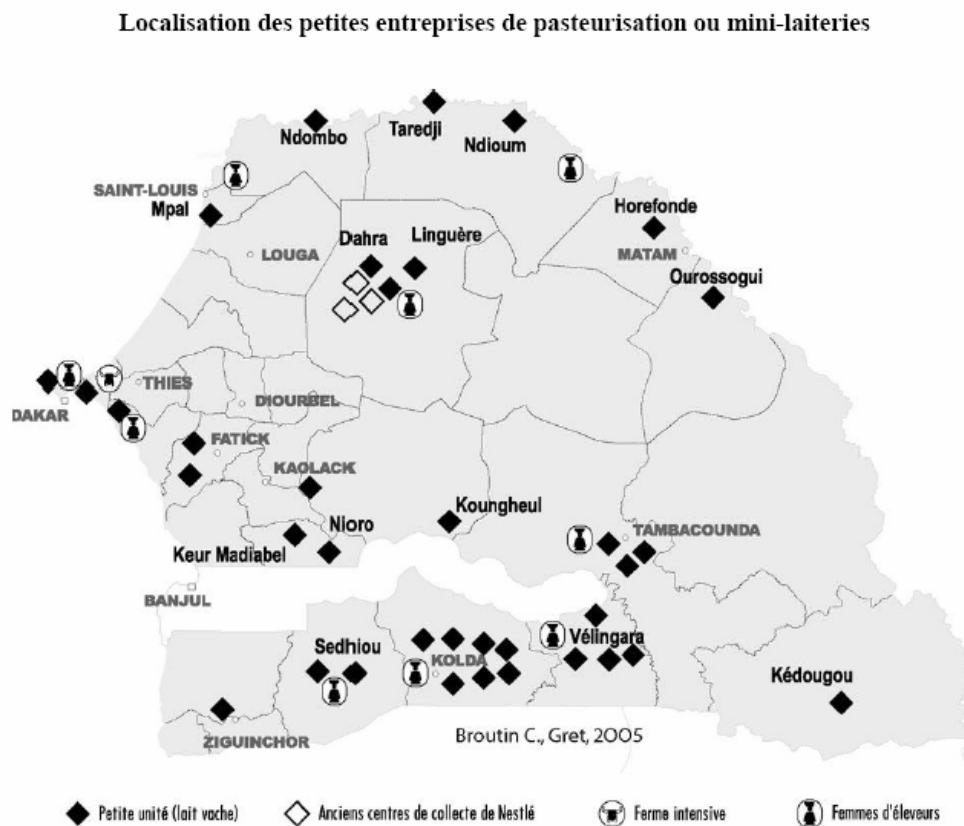 Localisation des petites entreprises de pasteurisation ou mini-laiteries
Ndombo
Taredji
Ndioum
SAINT-LOUIS
Mpal
Horefonde
LOUGA
Dahra
Linguère
MATAM
Ourossogui
THIES
DAKAR
DIOURBEL
FATICK
KAOLACK
Koungheul
Nioro
TAMBACOUNDA
Keur Madiabel
BANJUL
Sedhiou
Vélingara
KOLDA
Kédougou
ZIGUINCHOR
Broutin C., Gret, 2005
Petite unité (lait vache)
Anciens centres de collecte de Nestlé
Ferme intensive
Femmes d'éleveurs